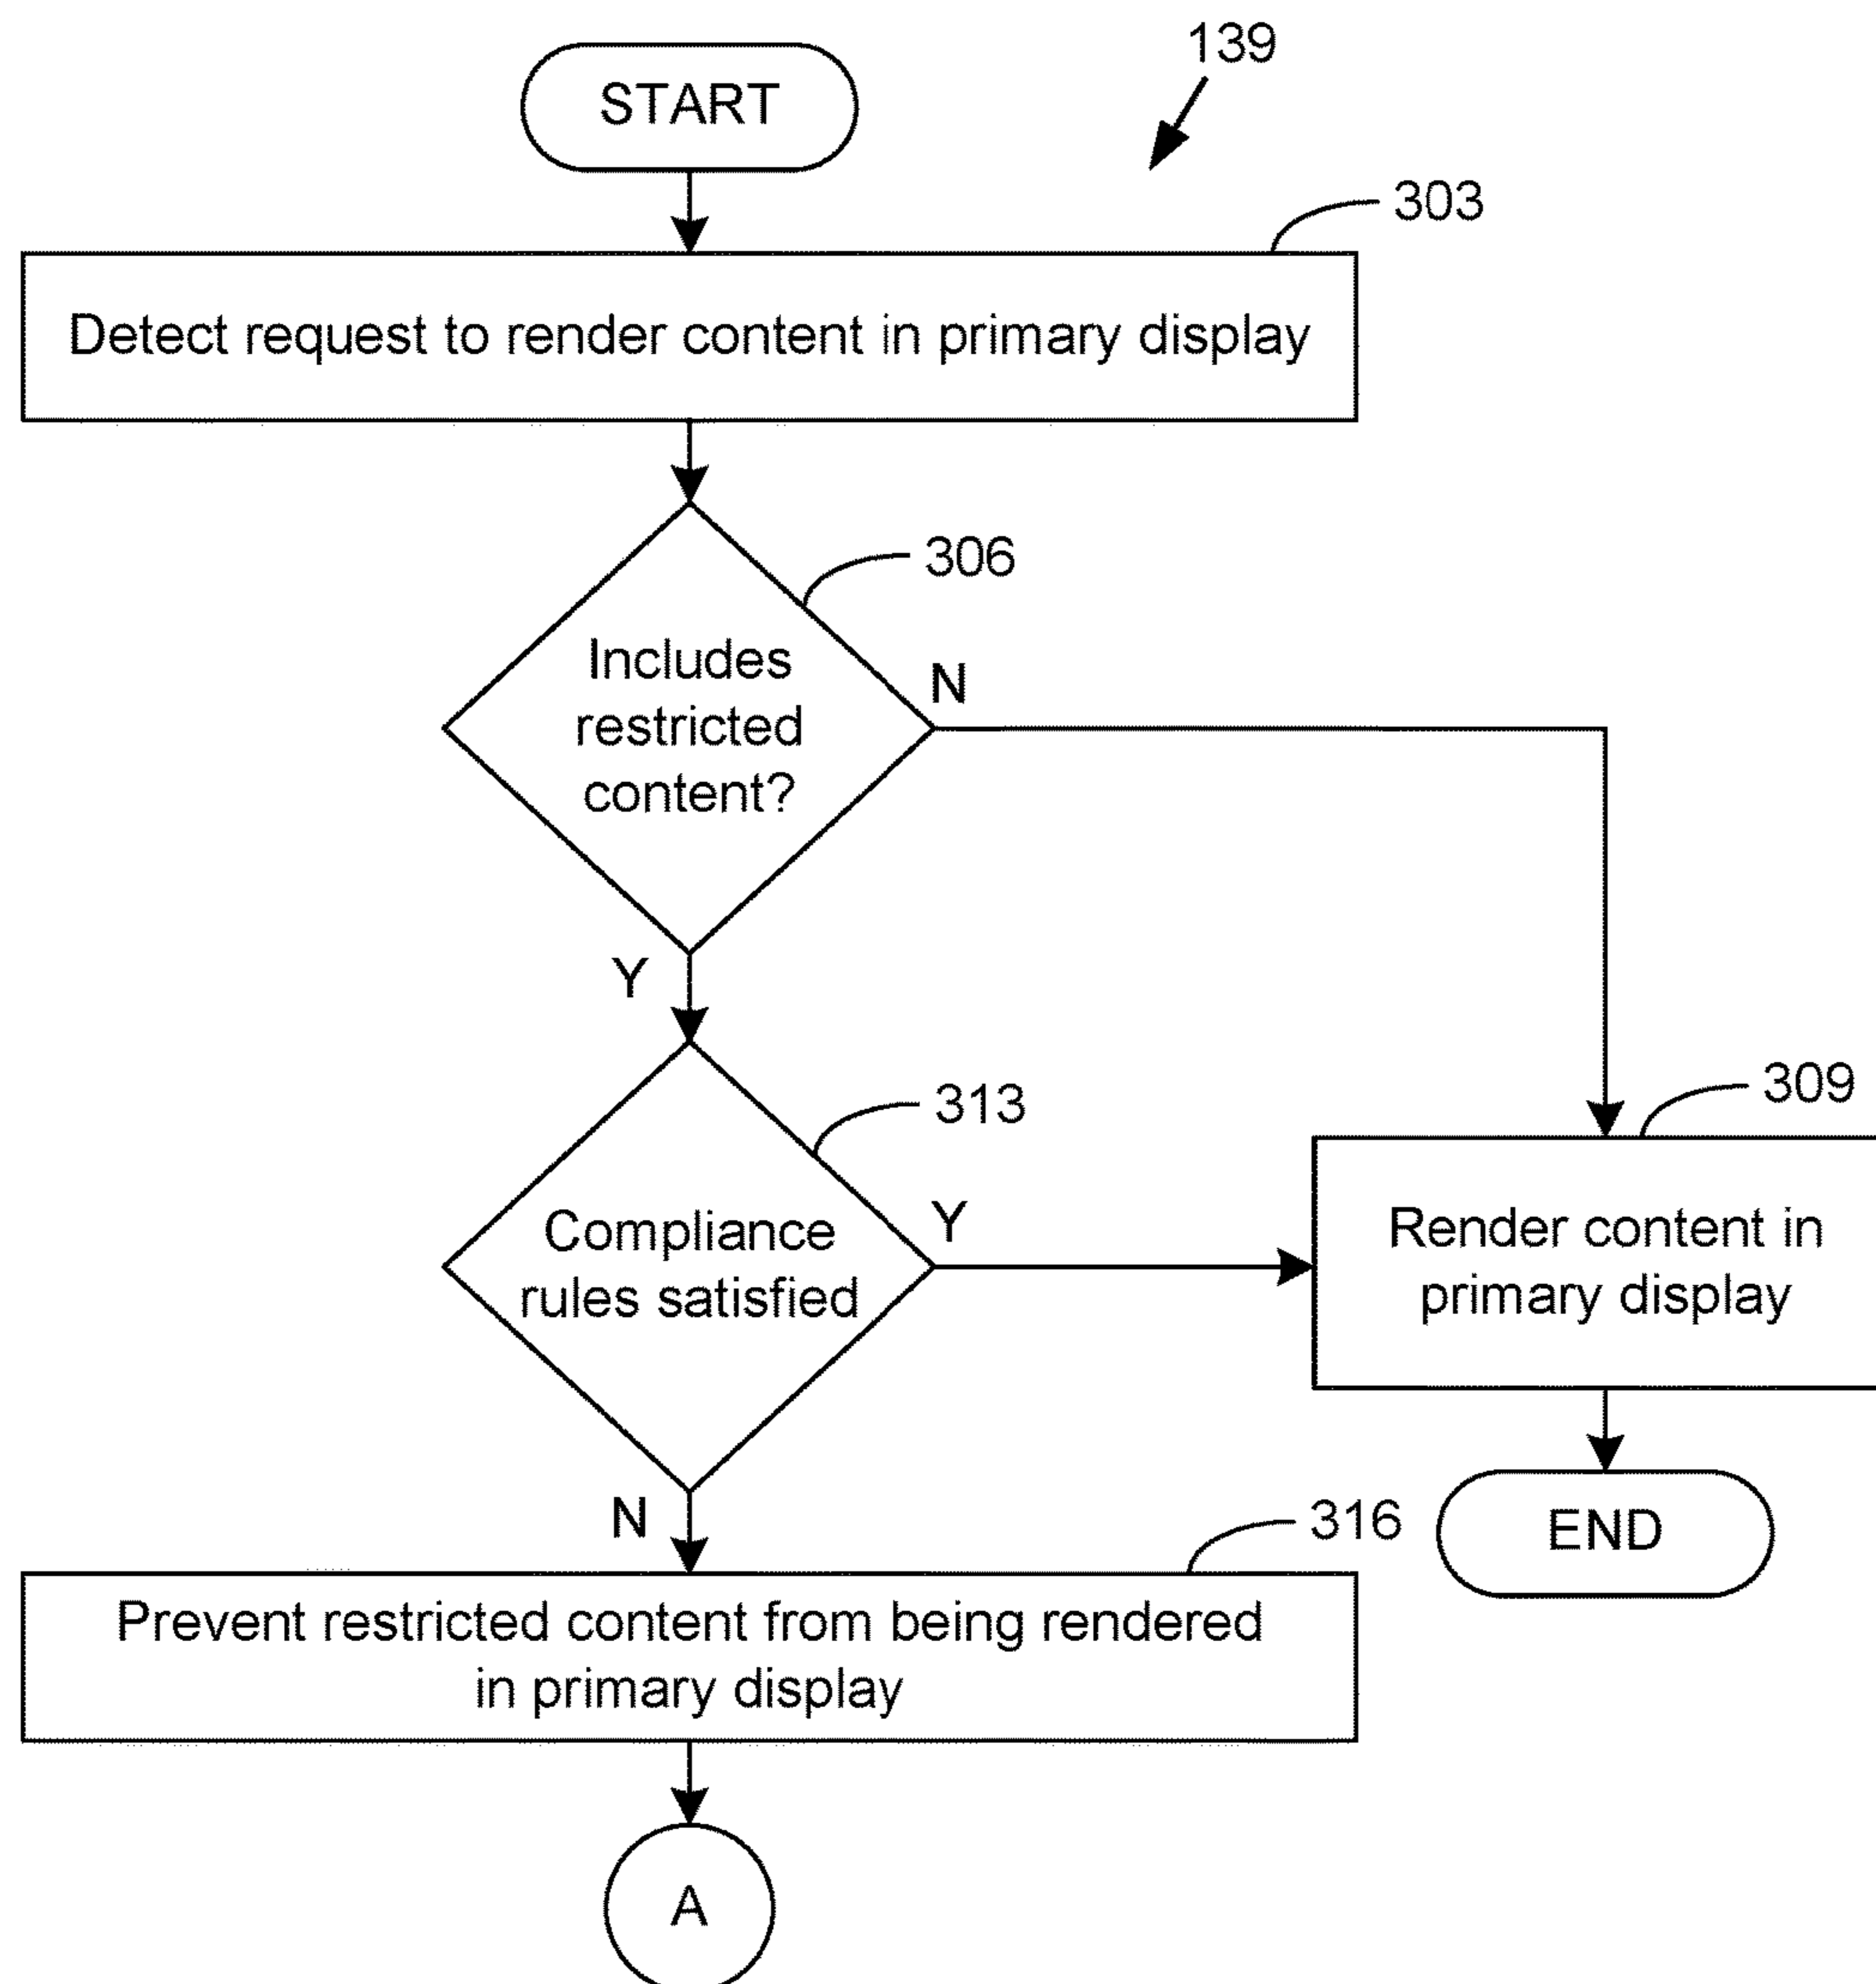 139
START
303
Detect request to render content in primary display
306
Includes
restricted
content?
N
Y
313
Compliance
rules satisfied
Y
309
Render content in
primary display
N
END
316
Prevent restricted content from being rendered
in primary display
A